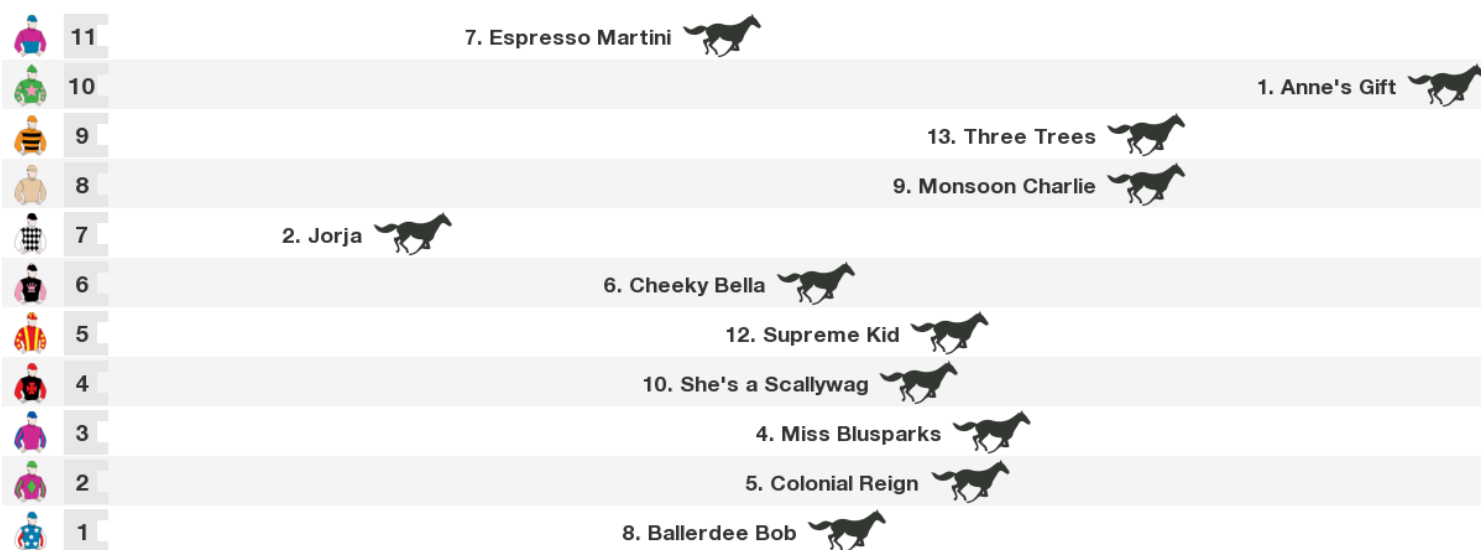 11 7. Espresso Martini
10 1. Anne's Gift
9 13. Three Trees
8 9. Monsoon Charlie
7 2. Jorja
6 6. Cheeky Bella
5 12. Supreme Kid
4 10. She's a Scallywag
3 4. Miss Blusparks
2 5. Colonial Reign
1 8. Ballerdee Bob